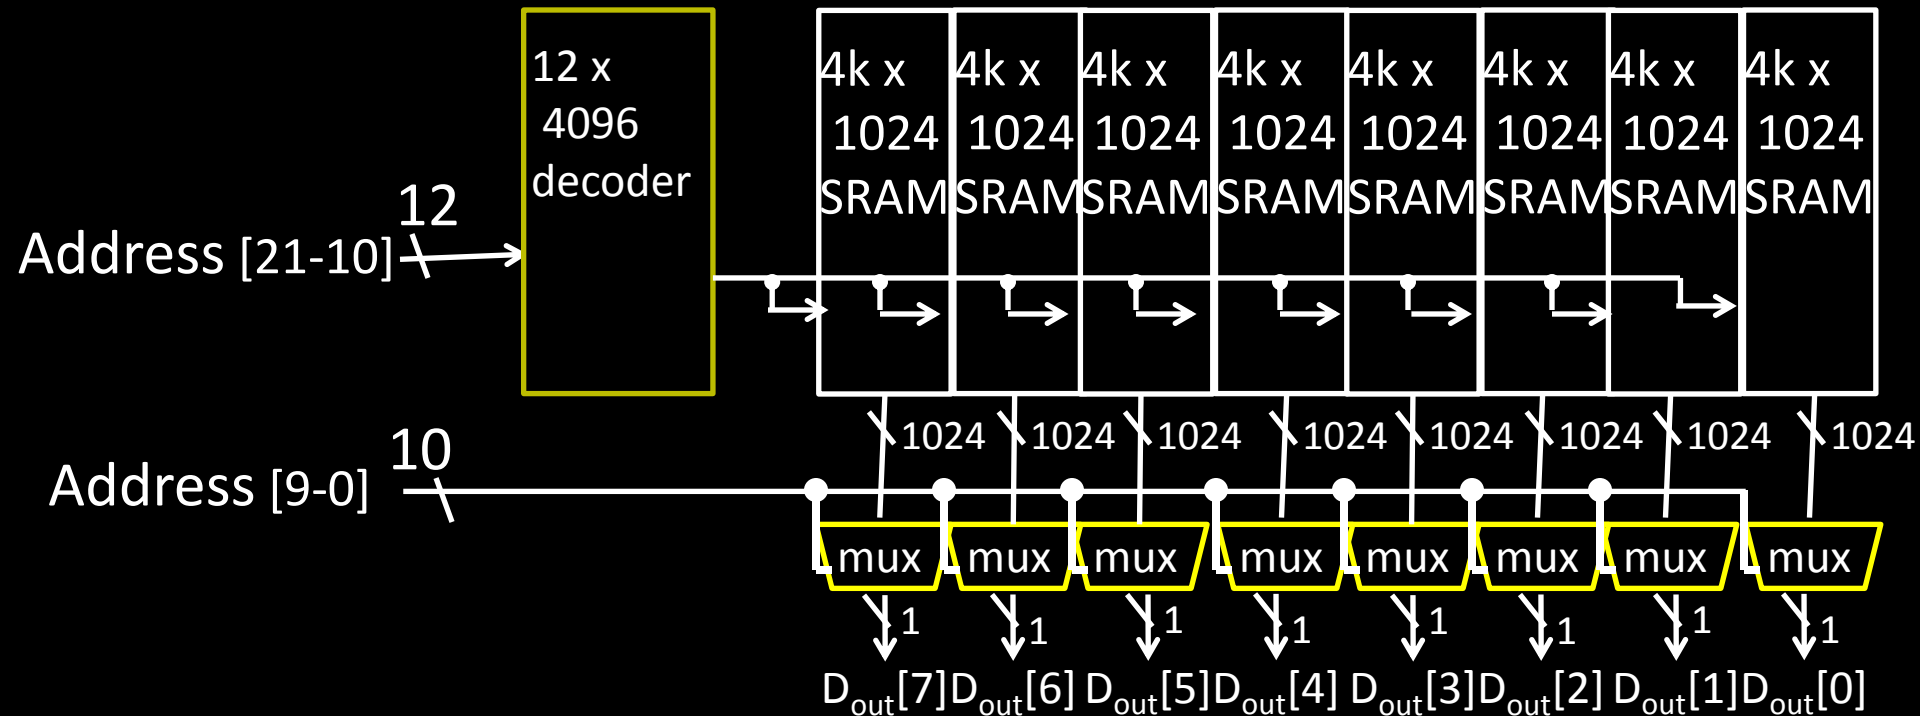 12 x
4096
decoder
4k x
1024
SRAM
4k x
1024
SRAM
4k x
1024
SRAM
4k x
1024
SRAM
4k x
1024
SRAM
4k x
1024
SRAM
4k x
1024
SRAM
4k x
1024
SRAM
12
Address [21-10]
1024 1024 1024 1024 1024 1024 1024 1024
10
Address [9-0]
mux mux mux mux mux mux mux mux
1 1 1 1 1 1 1 1
Dout[7] Dout[6] Dout[5] Dout[4] Dout[3] Dout[2] Dout[1] Dout[0]